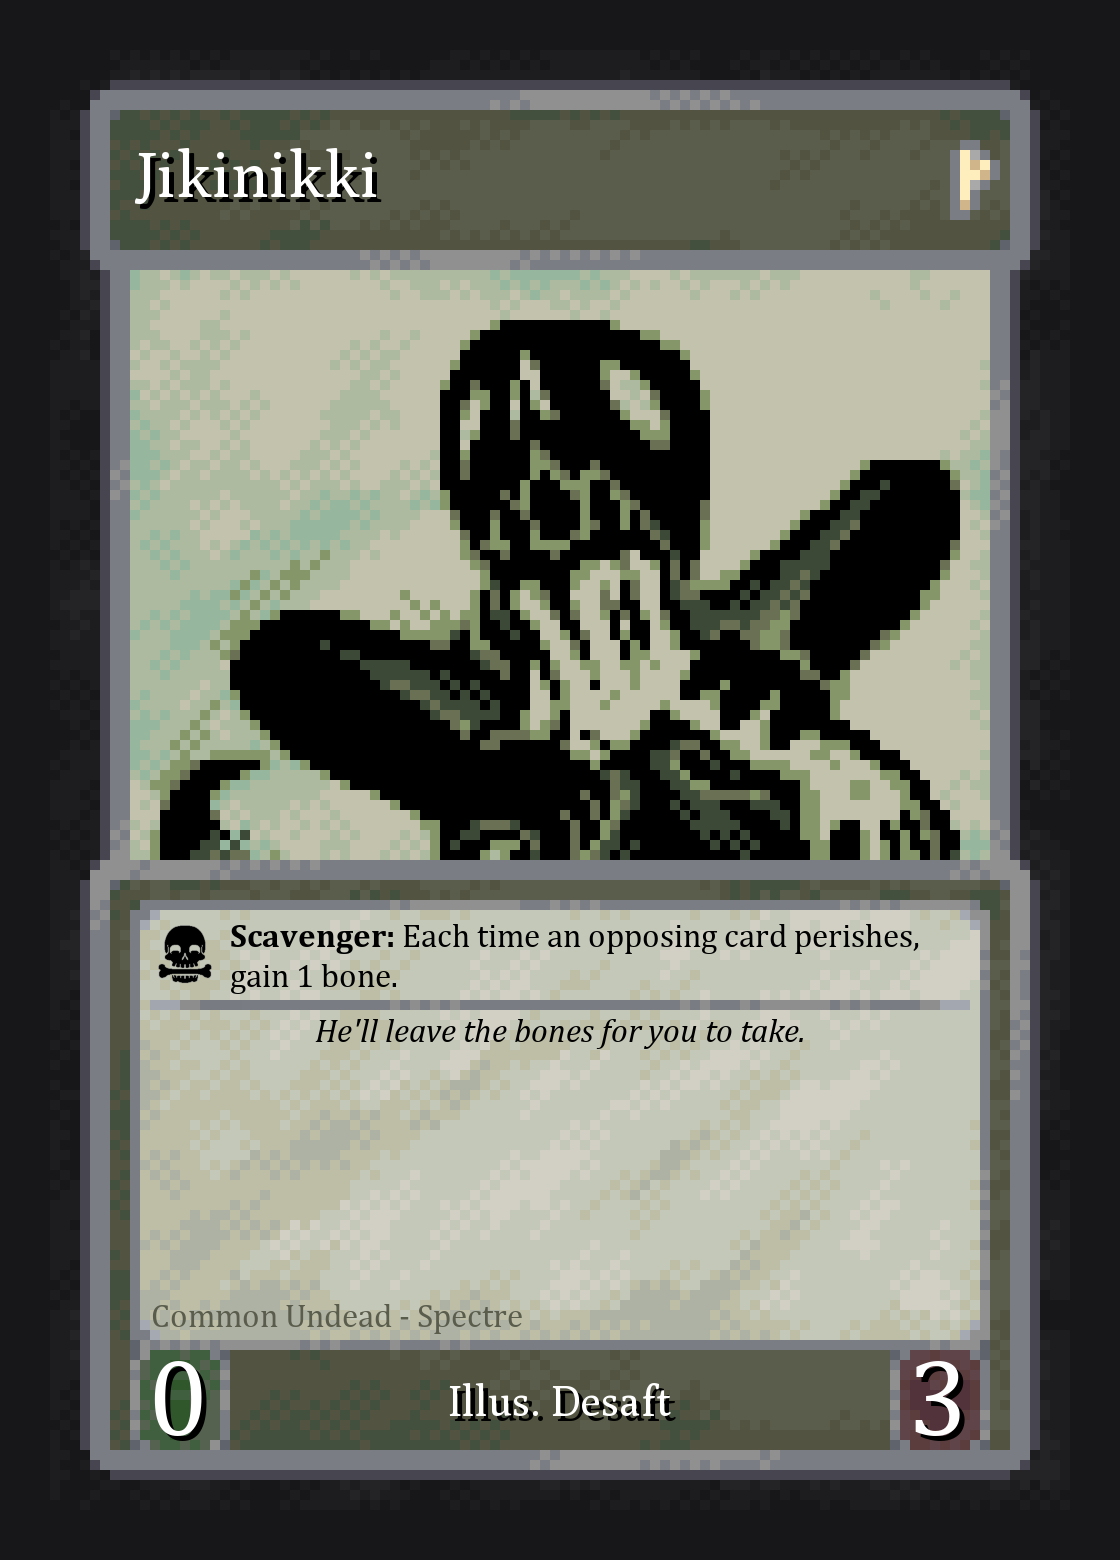 Jikinikki
Scavenger: Each time an opposing card perishes,
gain 1 bone.
He'll leave the bones for you to take.
Common Undead - Spectre
0
Illus. Desaft
3